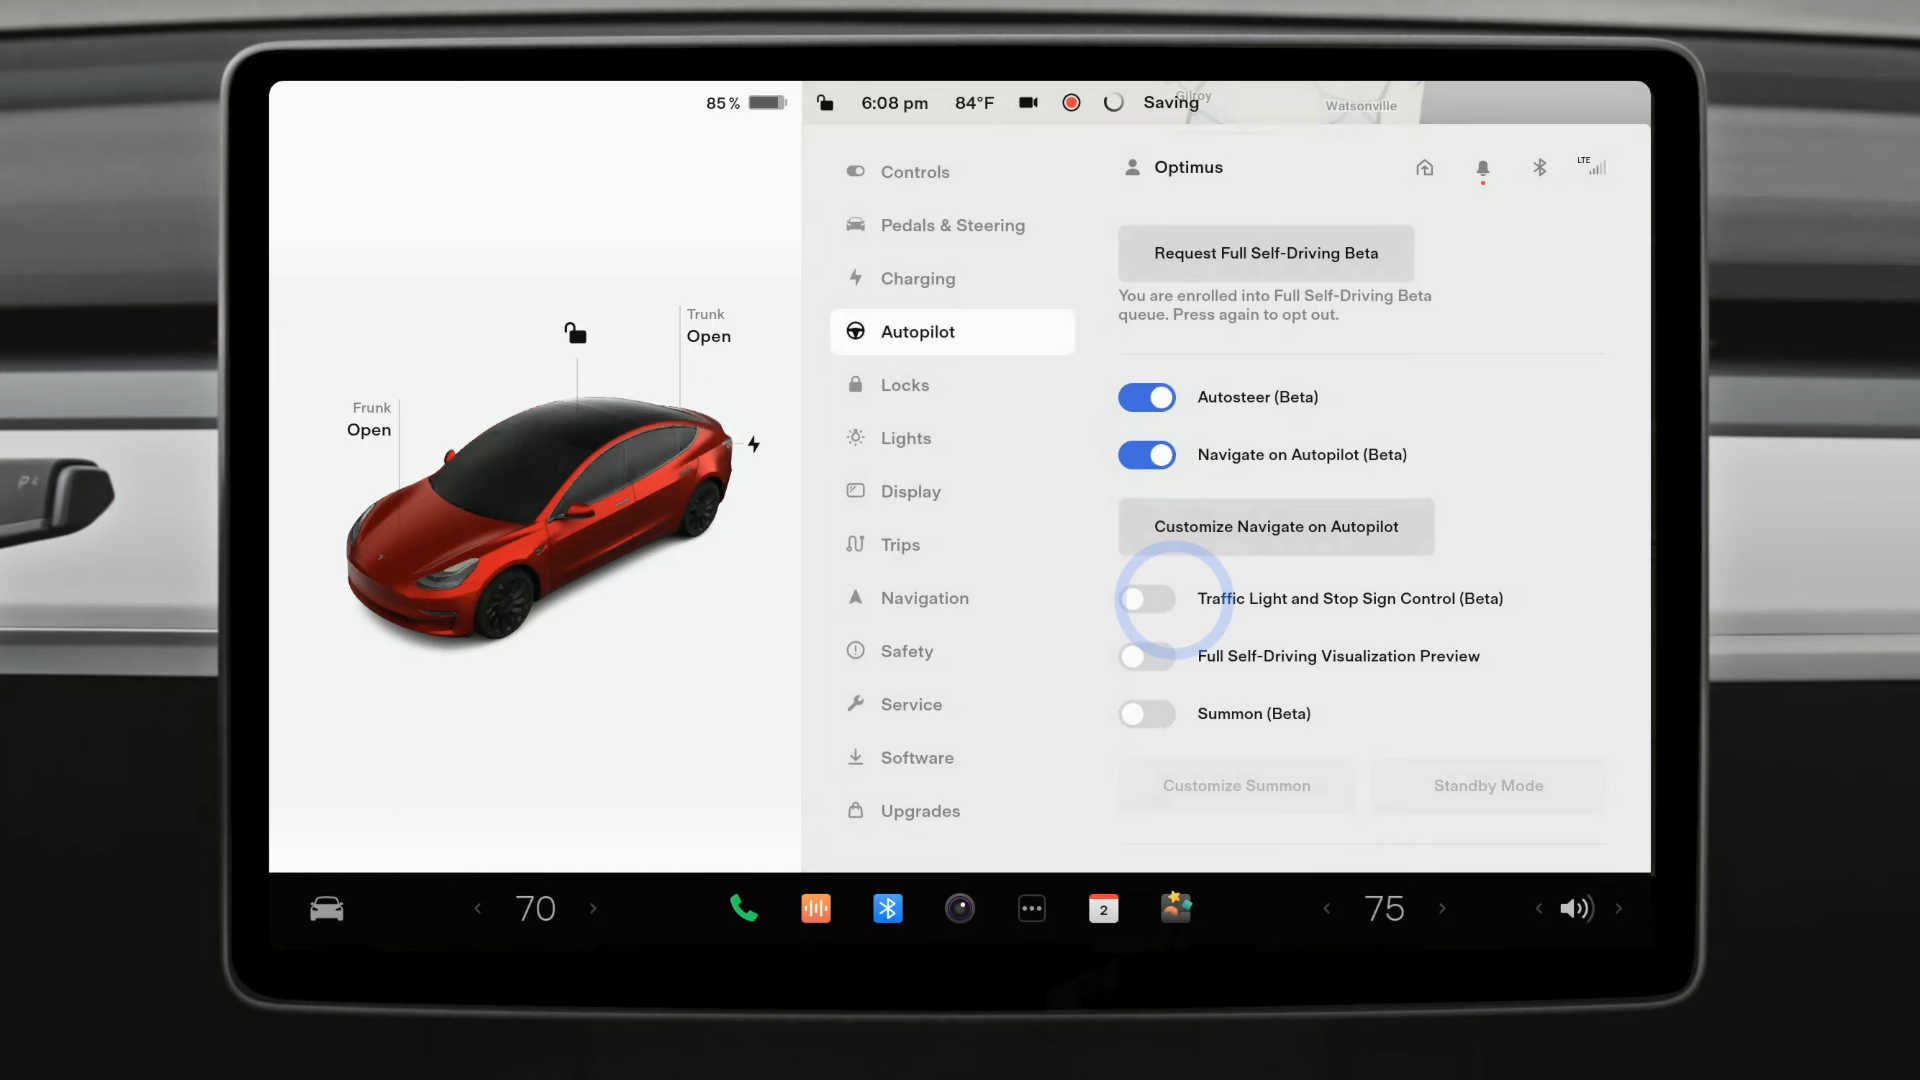 85 %
6:08 pm
84°F
Saving
Gilroy
Watsonville
Controls
Pedals & Steering
Charging
Autopilot
Locks
Lights
Display
Trips
Navigation
Safety
Service
Software
Upgrades
Optimus
LTE
Request Full Self-Driving Beta
You are enrolled into Full Self-Driving Beta
queue. Press again to opt out.
Autosteer (Beta)
Navigate on Autopilot (Beta)
Customize Navigate on Autopilot
Traffic Light and Stop Sign Control (Beta)
Full Self-Driving Visualization Preview
Summon (Beta)
Customize Summon
Standby Mode
Trunk
Open
Frunk
Open
P
70
2
75